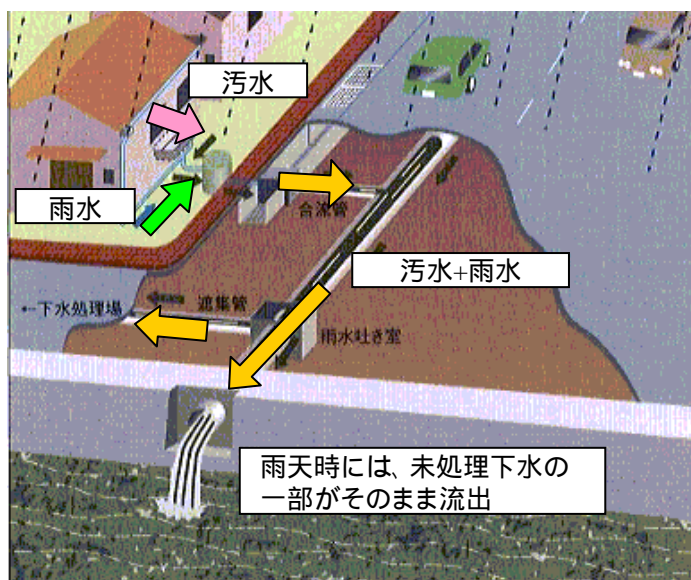 汚水
雨水
合流管
汚水+雨水
←下水処理場
遮集管
雨水吐き室
雨天時には、未処理下水の
一部がそのまま流出